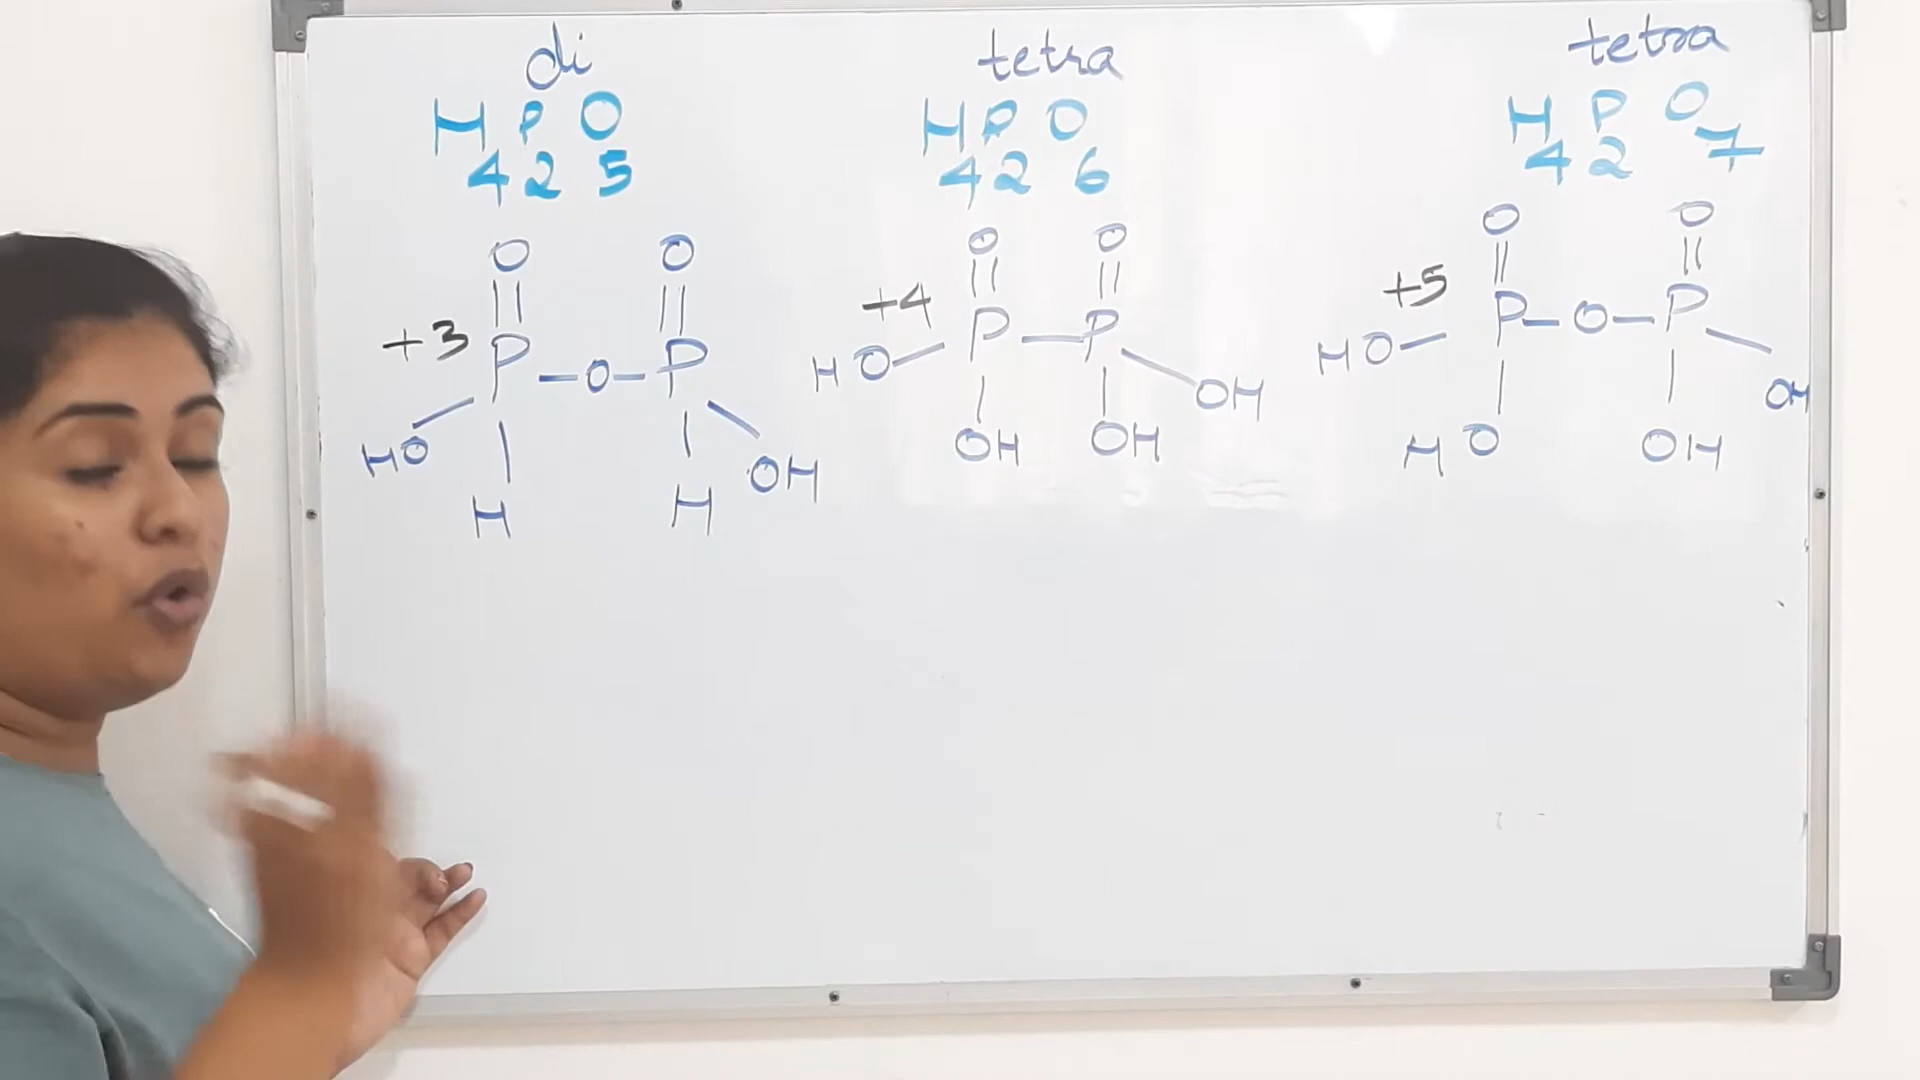 di tetra tetra
H P O H P O H P O
4 2 5 4 2 6 4 2 7
O O O O O O
+3 P-O-P +4 P-P +5 P-O-P
HO OH HO OH HO OH
H H OH OH HO OH